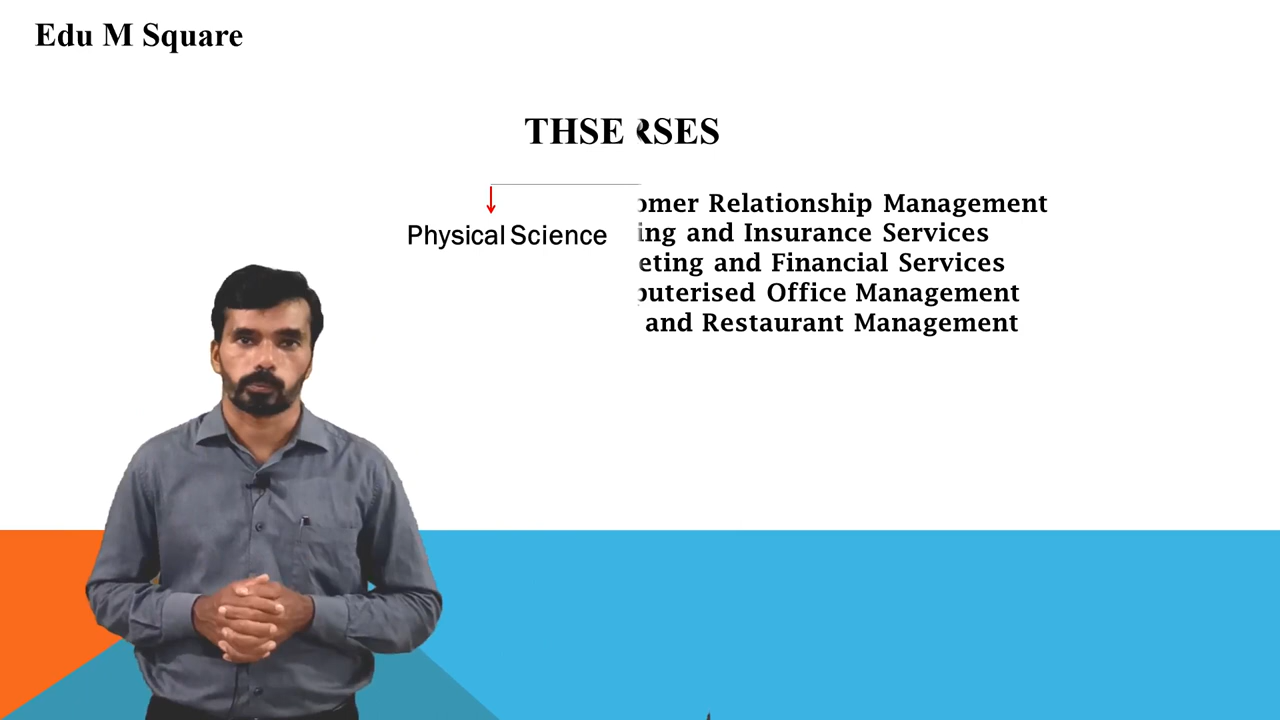 Edu M Square
THSE RSES
Physical Science
omer Relationship Management
ing and Insurance Services
eting and Financial Services
puterised Office Management
and Restaurant Management